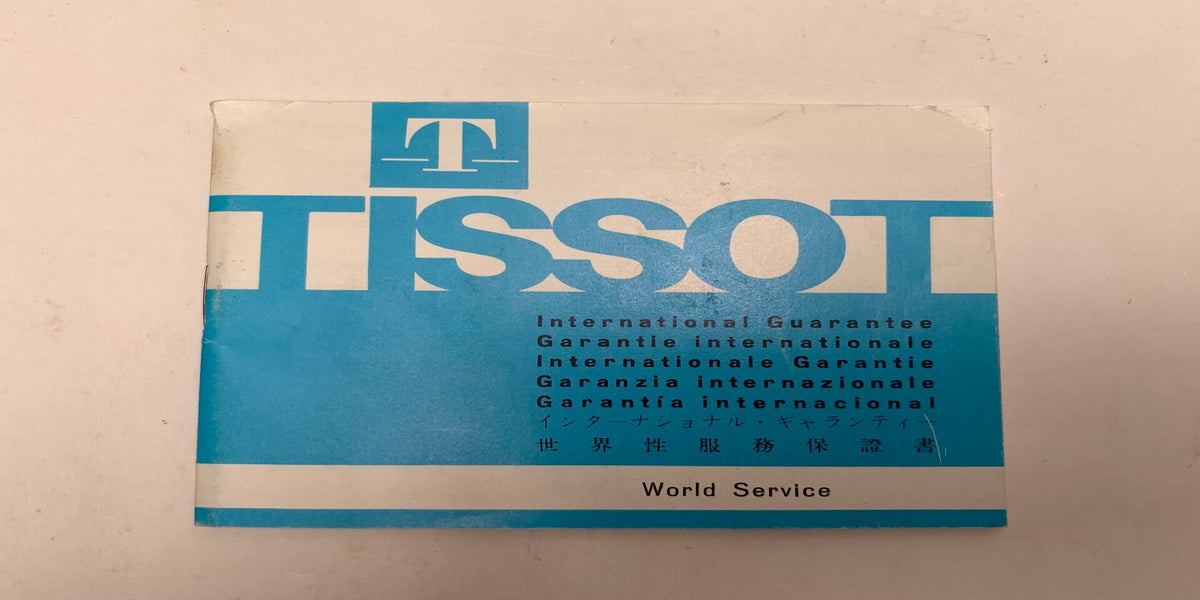 T
TISSOT
International Guarantee
Garantie internationale
Internationale Garantie
Garanzia internazionale
Garantía internacional
インターナショナル・ギャランティー
世界性服務保證書
World Service